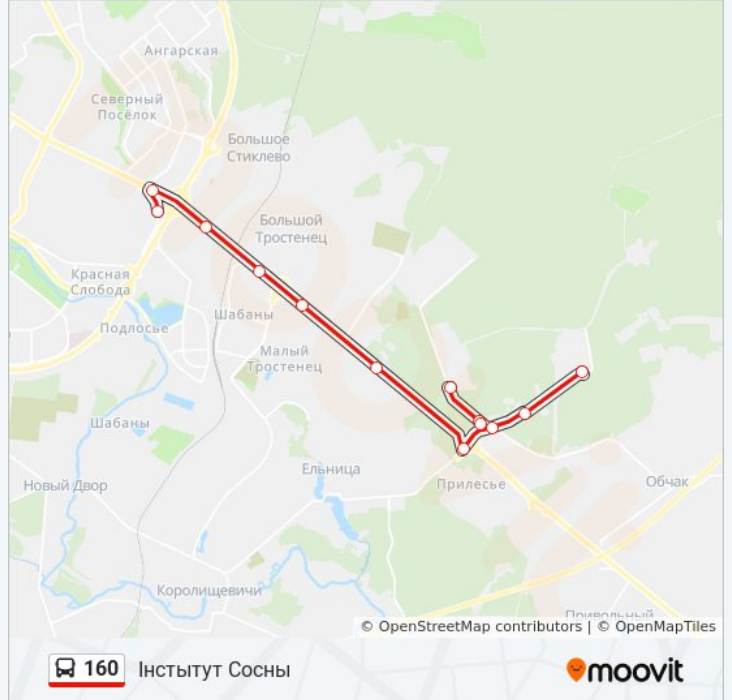 Ангарская
Северный
Посёлок
Большое
Стиклево
Большой
Тростенец
Красная
Слобода
Шабаны
Подлосье
Малый
Тростенец
Шабаны
Ельница
Новый Двор
Прилесье
Обчак
Королищевичи
Привольный
© OpenStreetMap contributors | © OpenMapTiles
160 Інстытут Сосны
moovit